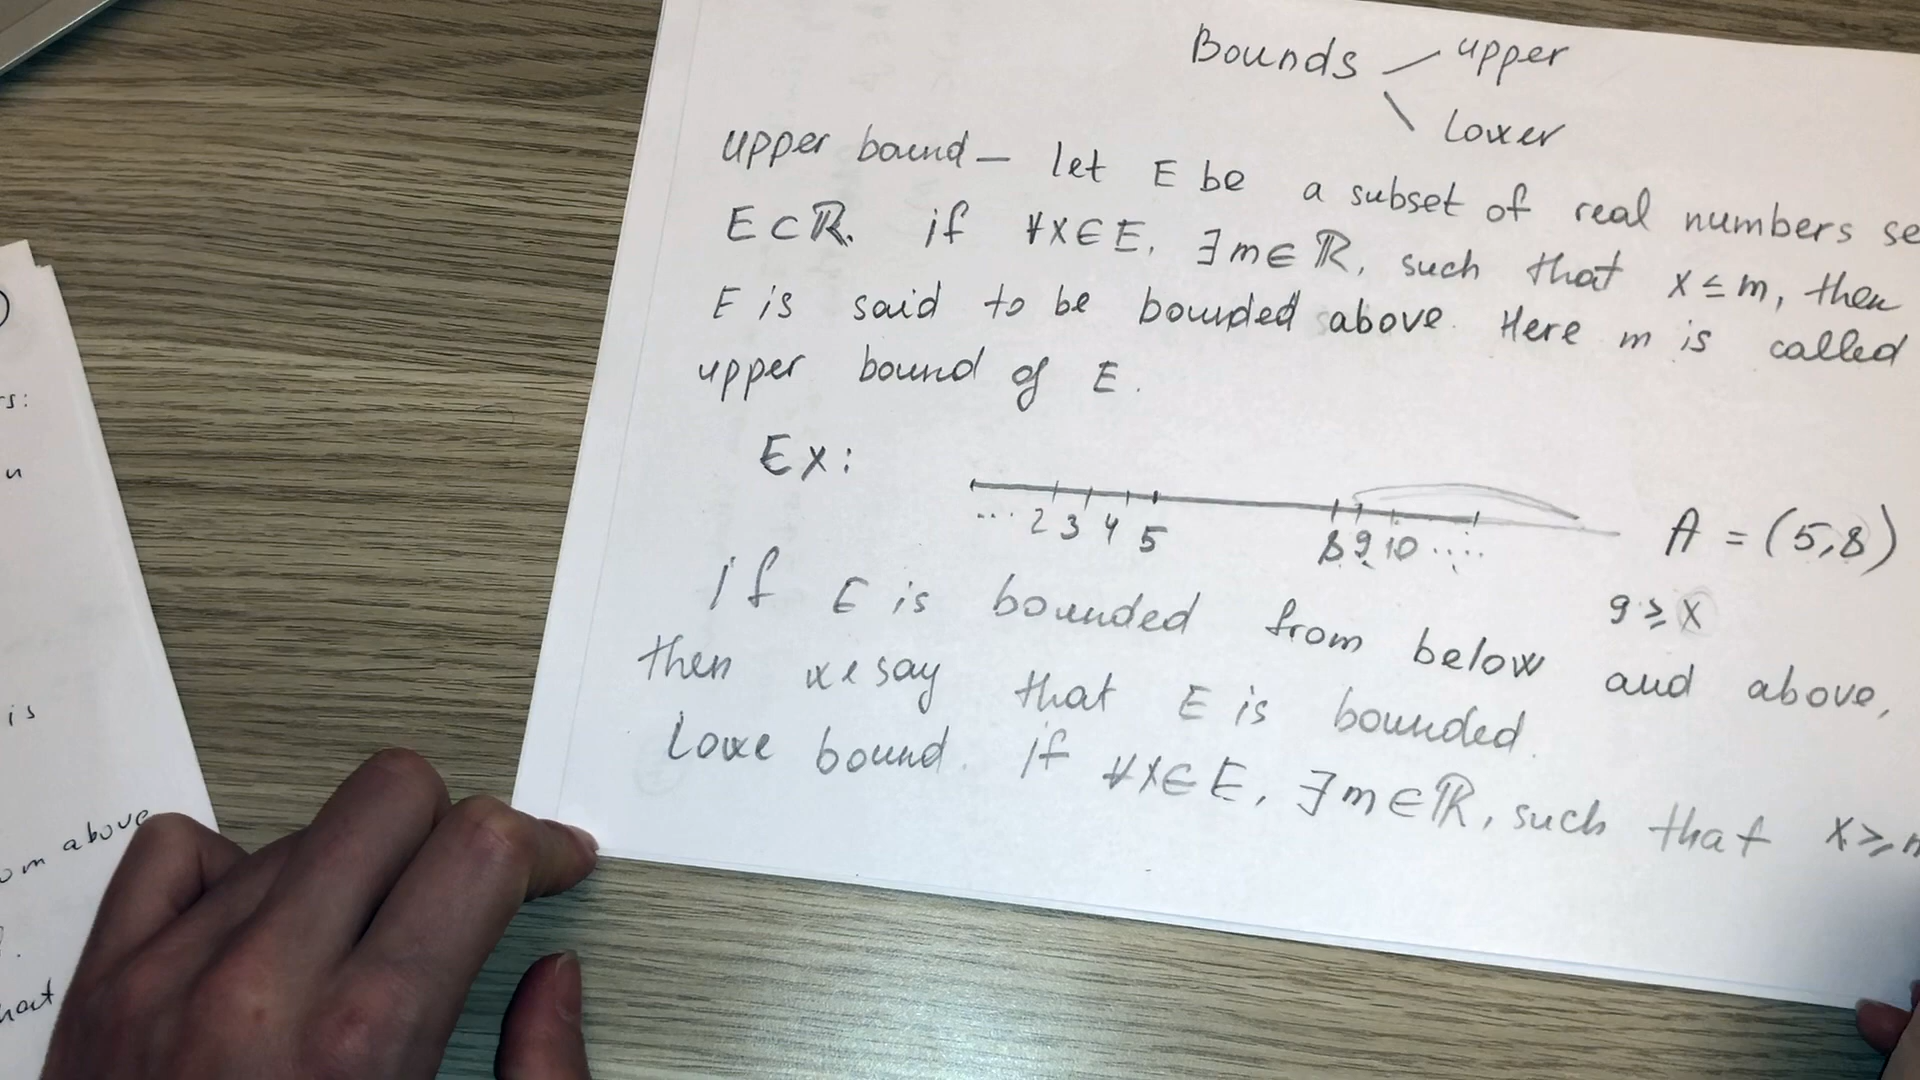 Bounds upper
Lower
upper bound — let E be a subset of real numbers se
E⊂ℝ. if ∀x∈E, ∃m∈ℝ, such that x≤m, then
E is said to be bounded above. Here m is called
upper bound of E.
Ex:
... 2 3 4 5 8 9 10 ..... A = (5,8)
9 ≥ x
If E is bounded from below and above,
then we say that E is bounded.
Lowe bound. if ∀x∈E, ∃m∈ℝ, such that x≥
s:
n
is
om above